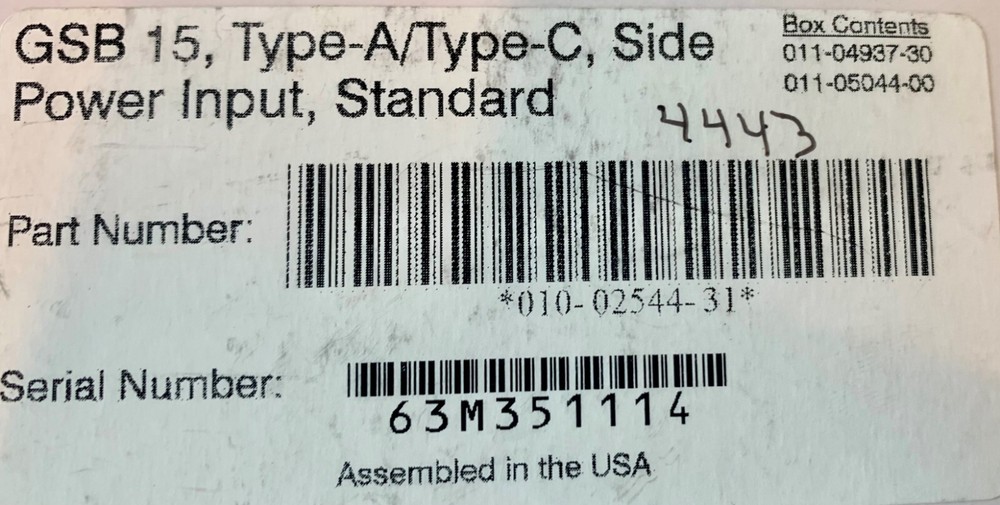 GSB 15, Type-A/Type-C, Side
Power Input, Standard
Box Contents
011-04937-30
011-05044-00
4443
Part Number:
*010-02544-31*
Serial Number:
63M351114
Assembled in the USA